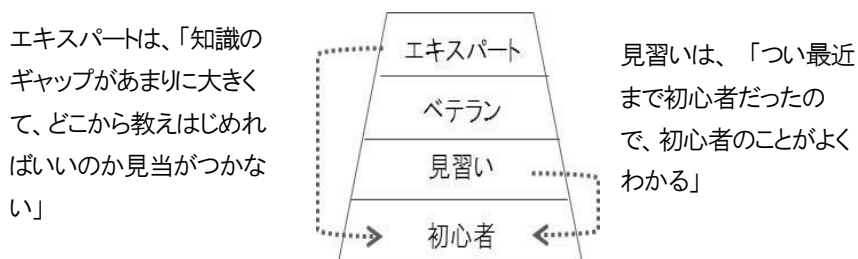 エキスパートは、「知識の
ギャップがあまりに大きく
て、どこから教えはじめれ
ばいいのか見当がつかな
い」
エキスパート
ベテラン
見習い
初心者
見習いは、「つい最近
まで初心者だったの
で、初心者のことがよく
わかる」